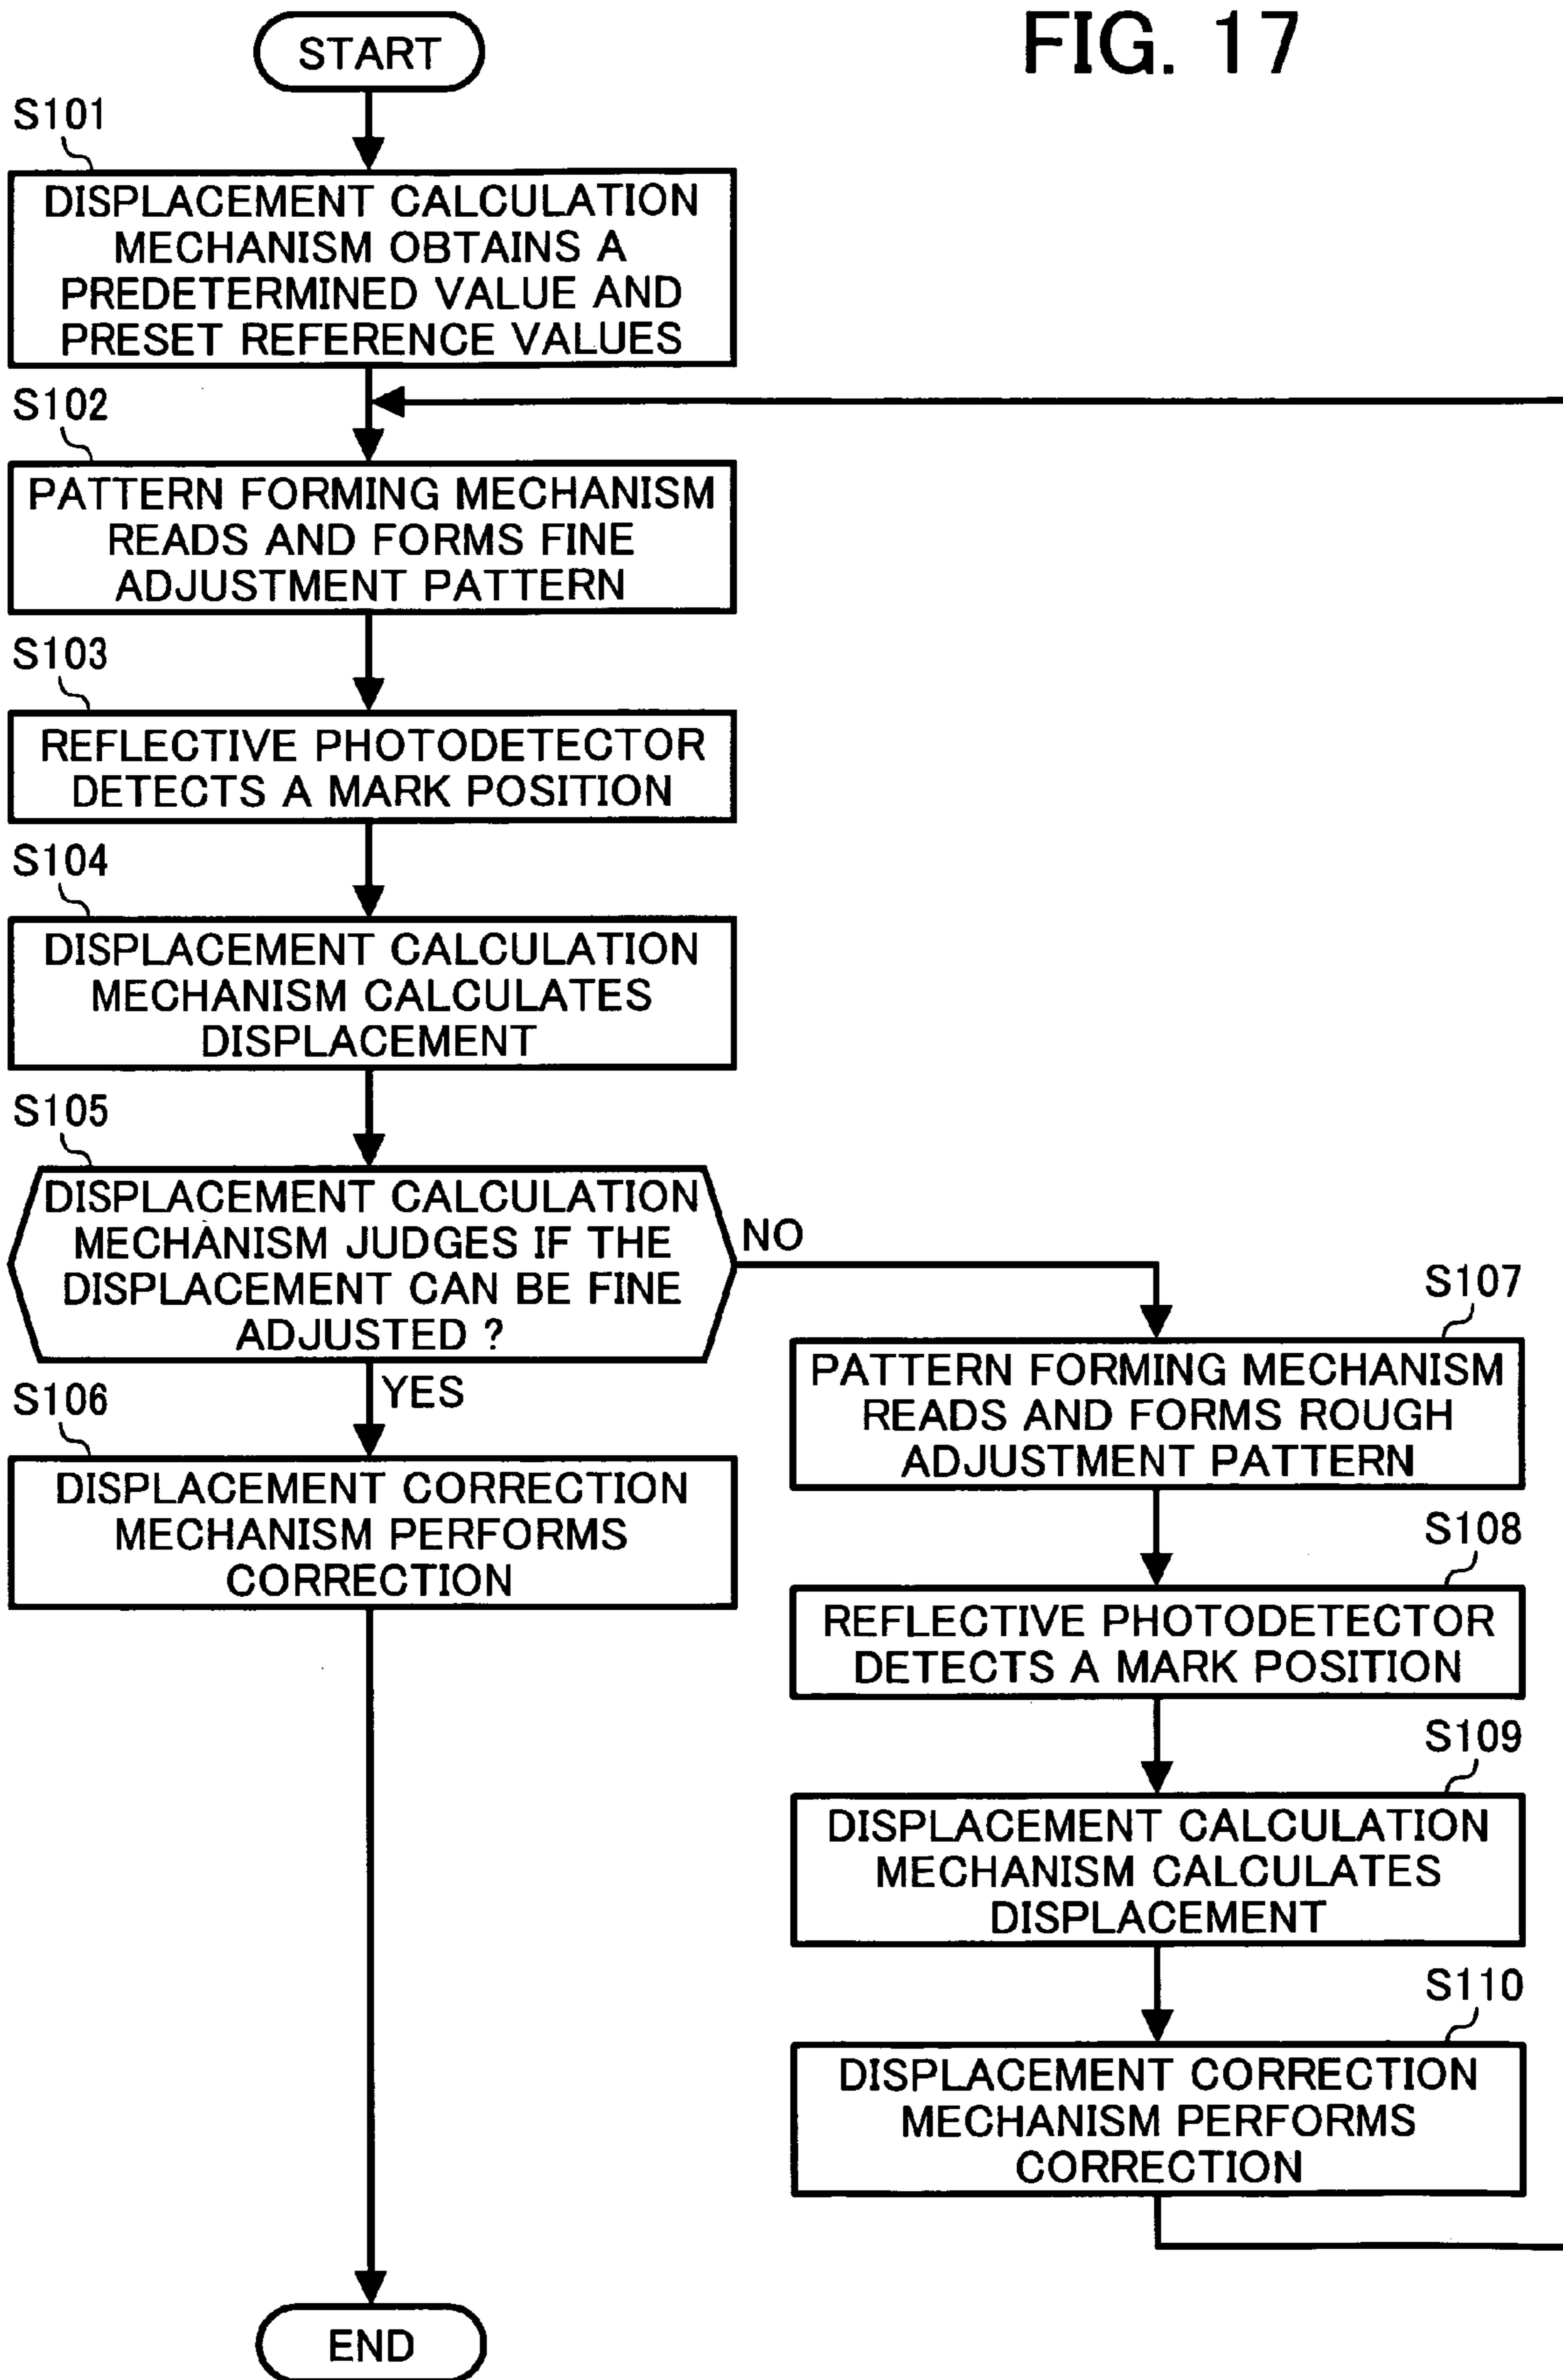 FIG. 17
START
S101
DISPLACEMENT CALCULATION
MECHANISM OBTAINS A
PREDETERMINED VALUE AND
PRESET REFERENCE VALUES
S102
PATTERN FORMING MECHANISM
READS AND FORMS FINE
ADJUSTMENT PATTERN
S103
REFLECTIVE PHOTODETECTOR
DETECTS A MARK POSITION
S104
DISPLACEMENT CALCULATION
MECHANISM CALCULATES
DISPLACEMENT
S105
DISPLACEMENT CALCULATION
MECHANISM JUDGES IF THE
DISPLACEMENT CAN BE FINE
ADJUSTED ?
NO
YES
S106
DISPLACEMENT CORRECTION
MECHANISM PERFORMS
CORRECTION
S107
PATTERN FORMING MECHANISM
READS AND FORMS ROUGH
ADJUSTMENT PATTERN
S108
REFLECTIVE PHOTODETECTOR
DETECTS A MARK POSITION
S109
DISPLACEMENT CALCULATION
MECHANISM CALCULATES
DISPLACEMENT
S110
DISPLACEMENT CORRECTION
MECHANISM PERFORMS
CORRECTION
END